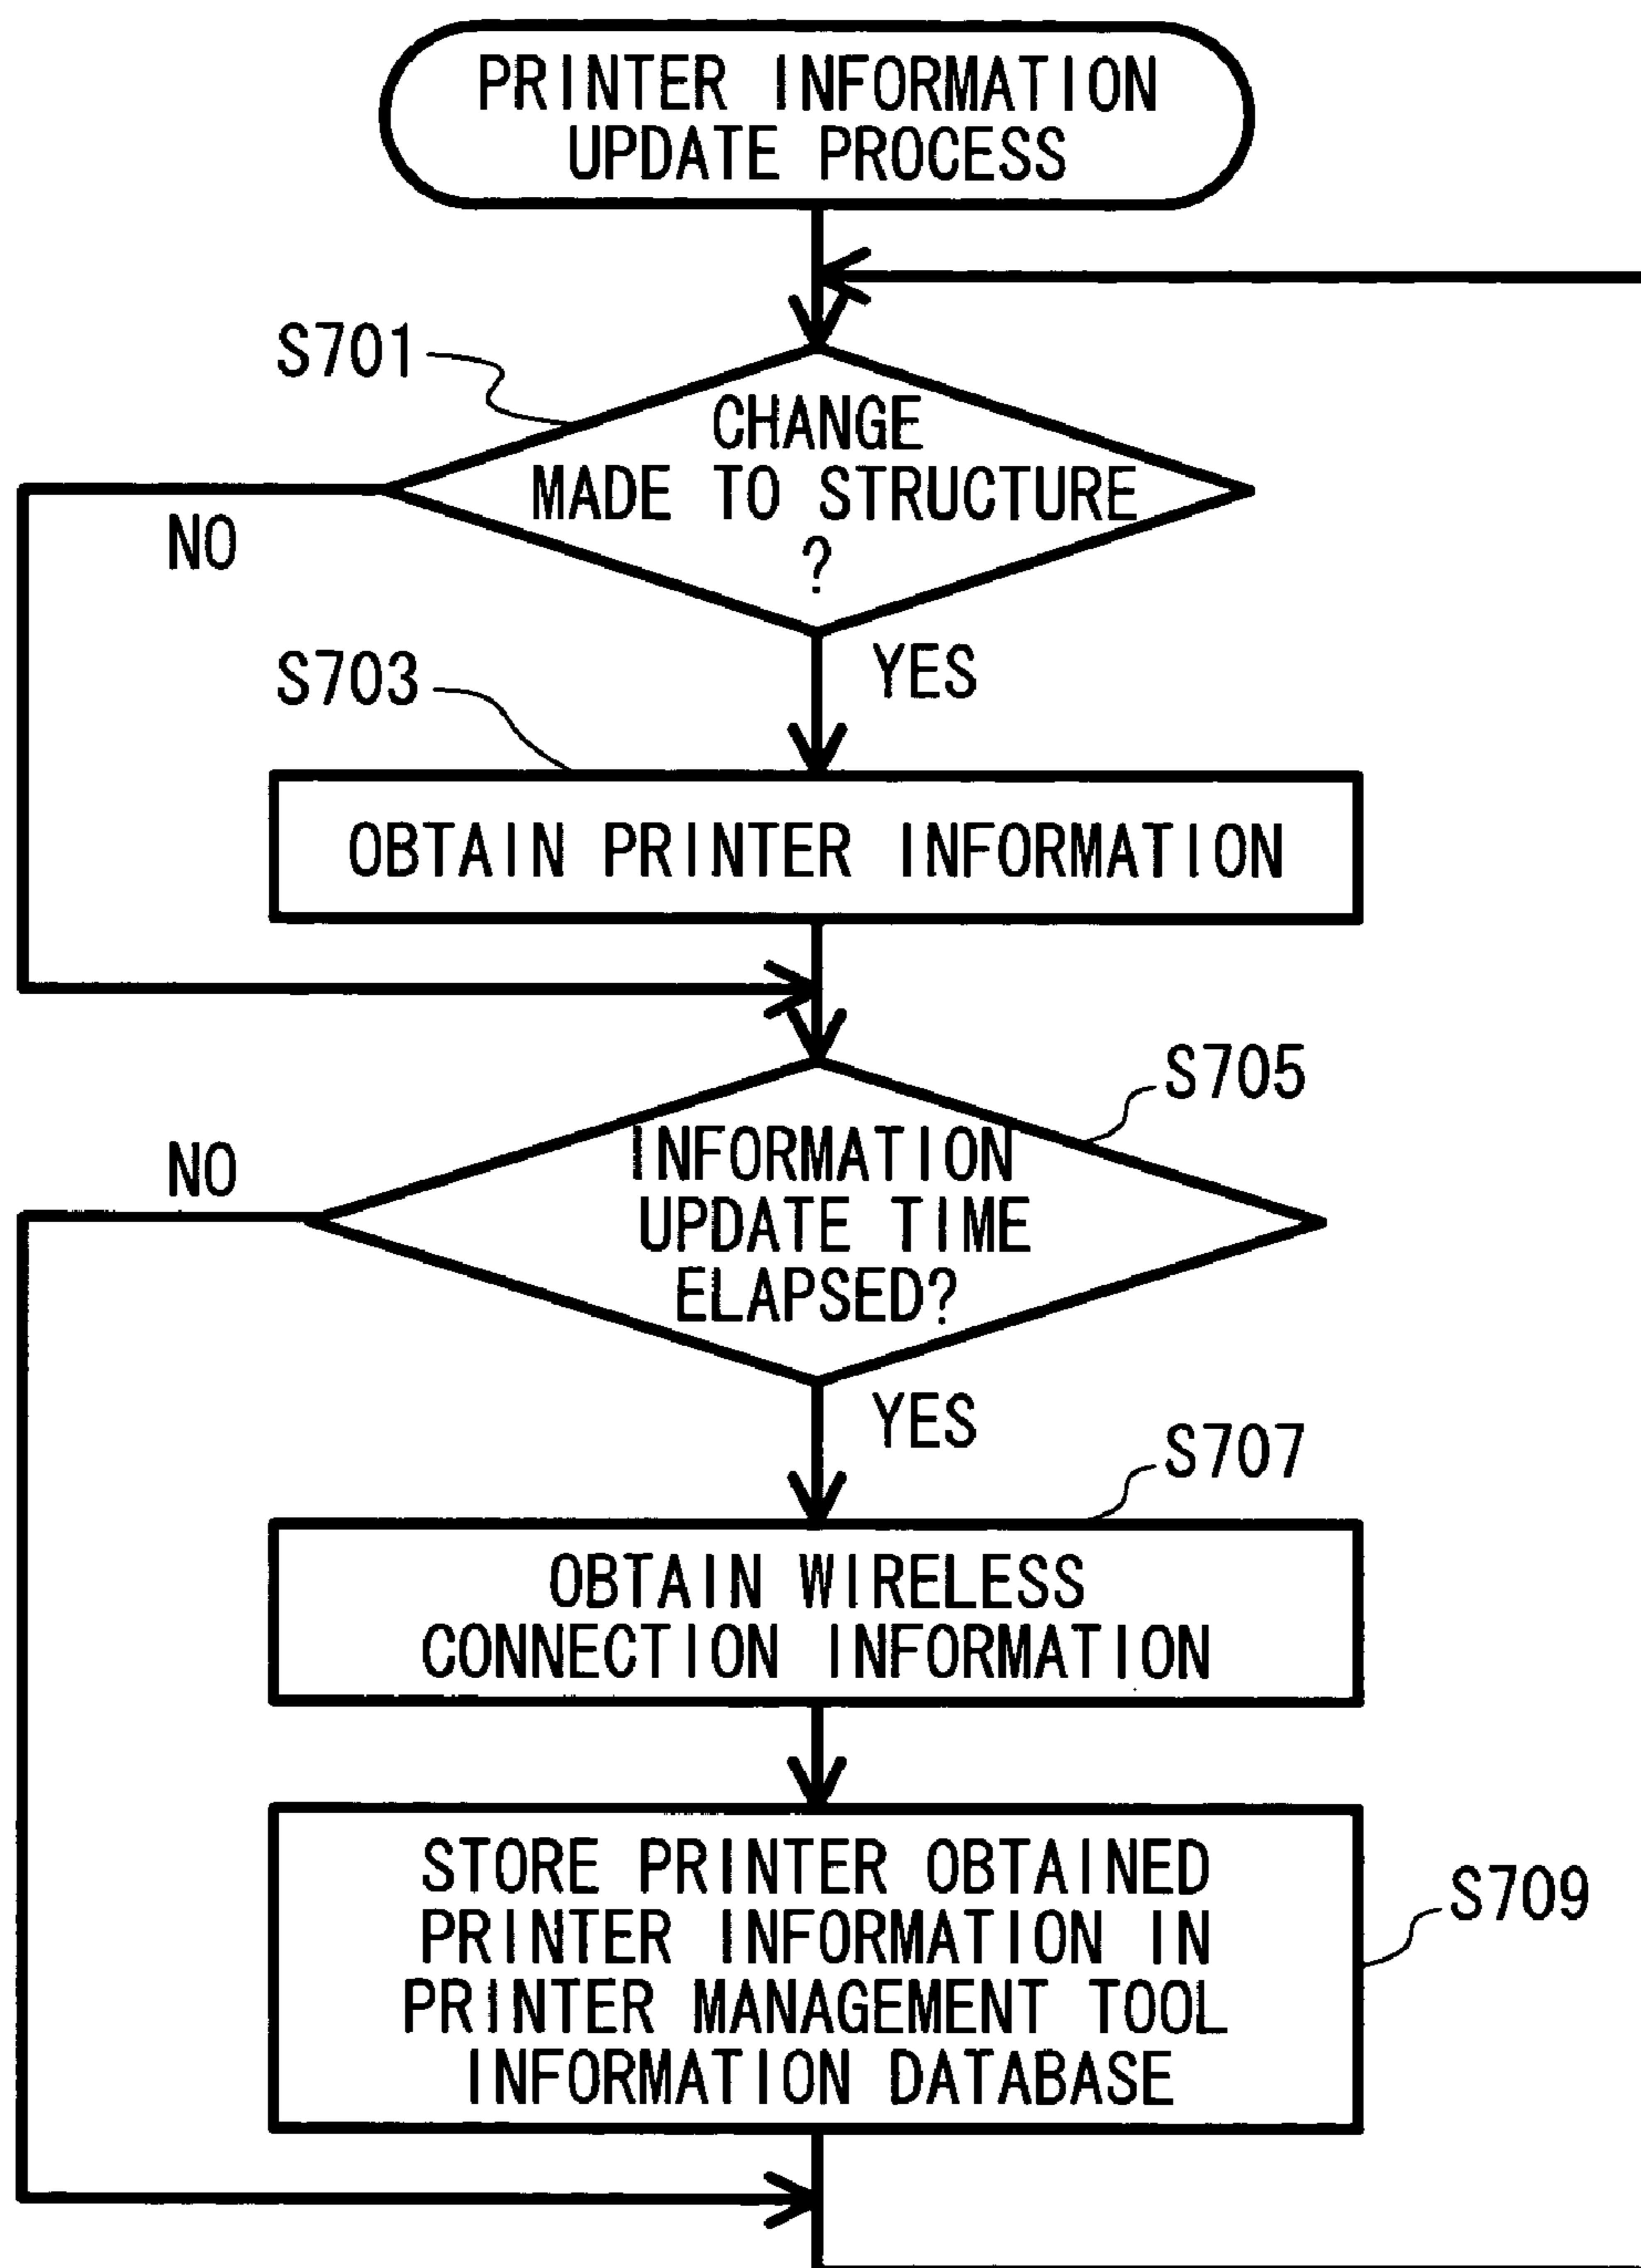 PRINTER INFORMATION
UPDATE PROCESS
S701
CHANGE
MADE TO STRUCTURE
?
NO
YES
S703
OBTAIN PRINTER INFORMATION
S705
INFORMATION
UPDATE TIME
ELAPSED?
NO
YES
S707
OBTAIN WIRELESS
CONNECTION INFORMATION
STORE PRINTER OBTAINED
PRINTER INFORMATION IN
PRINTER MANAGEMENT TOOL
INFORMATION DATABASE
S709